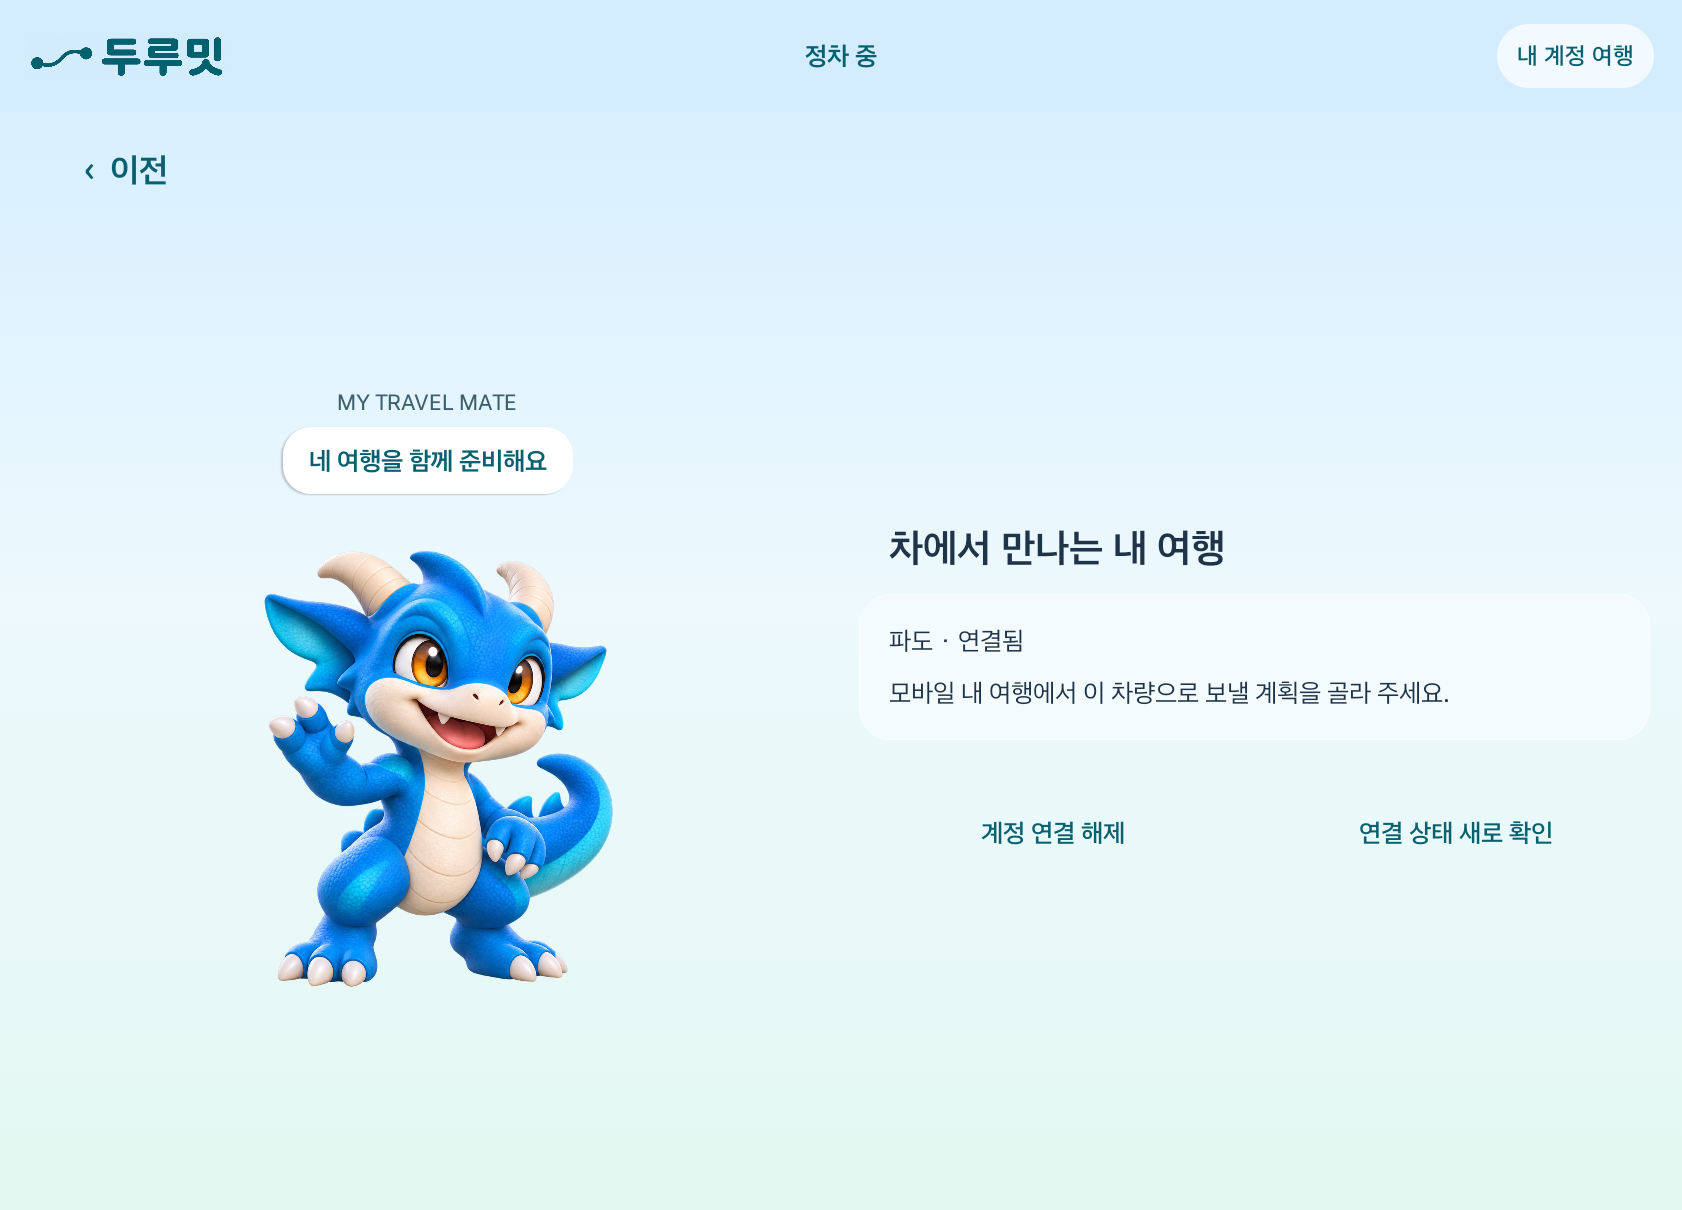 두루밋
정차 중
내 계정 여행
‹ 이전
MY TRAVEL MATE
네 여행을 함께 준비해요
차에서 만나는 내 여행
파도 · 연결됨
모바일 내 여행에서 이 차량으로 보낼 계획을 골라 주세요.
계정 연결 해제
연결 상태 새로 확인